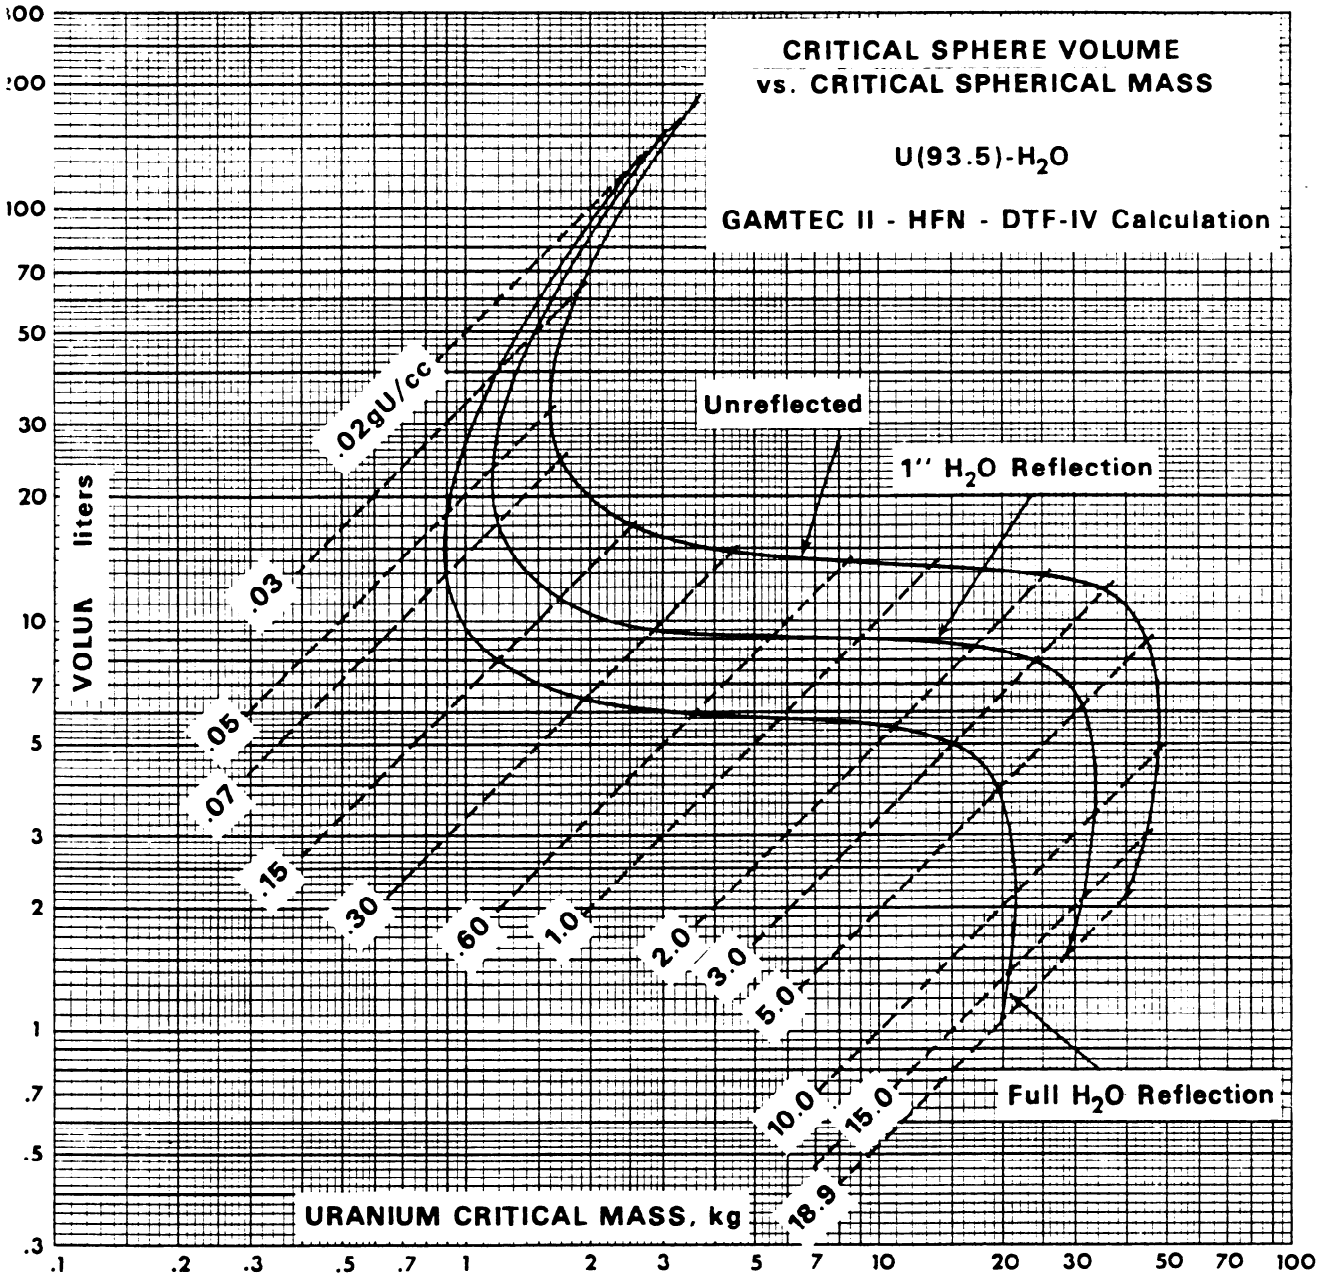 CRITICAL SPHERE VOLUME
vs. CRITICAL SPHERICAL MASS
U(93.5)-H₂O
GAMTEC II - HFN - DTF-IV Calculation
100
70
50
30
20
10
7
5
3
2
1
.7
.5
.3
liters
.02gU/cc
.03
.05
.07
.15
.30
.60
1.0
2.0
3.0
5.0
10.0
15.0
18.9
Unreflected
1'' H₂O Reflection
Full H₂O Reflection
URANIUM CRITICAL MASS, kg
.1 .2 .3 .5 .7 1 2 3 5 7 10 20 30 50 70 100